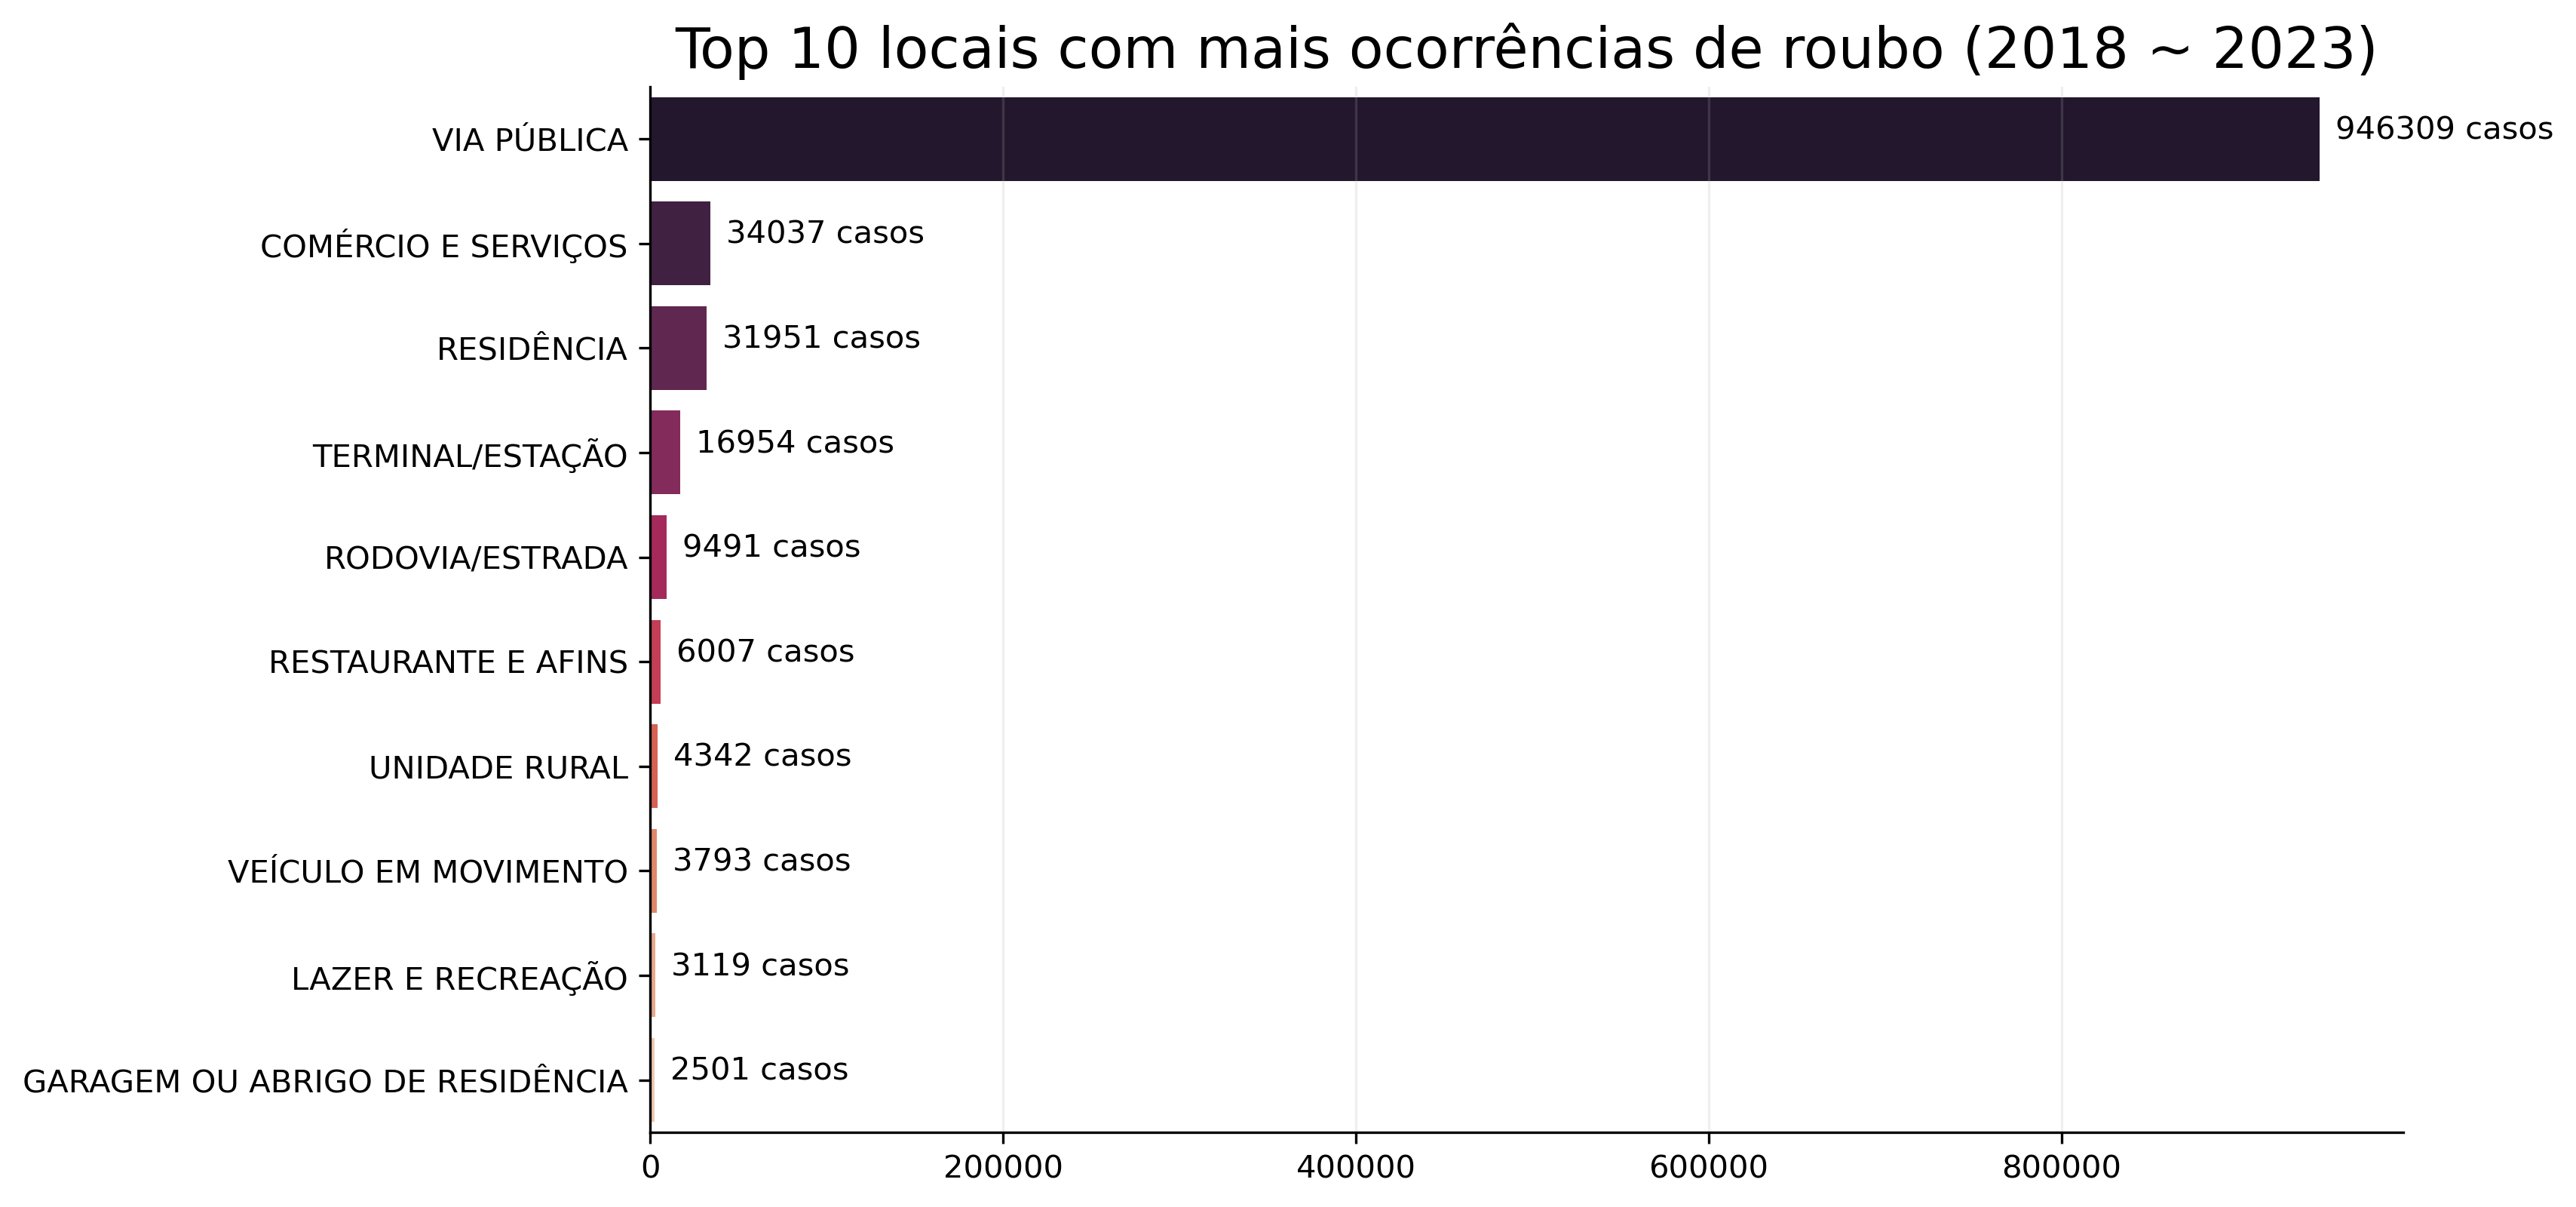 Top 10 locais com mais ocorrências de roubo (2018 ~ 2023)
VIA PÚBLICA 946309 casos
COMÉRCIO E SERVIÇOS 34037 casos
RESIDÊNCIA 31951 casos
TERMINAL/ESTAÇÃO 16954 casos
RODOVIA/ESTRADA 9491 casos
RESTAURANTE E AFINS 6007 casos
UNIDADE RURAL 4342 casos
VEÍCULO EM MOVIMENTO 3793 casos
LAZER E RECREAÇÃO 3119 casos
GARAGEM OU ABRIGO DE RESIDÊNCIA 2501 casos
0 200000 400000 600000 800000